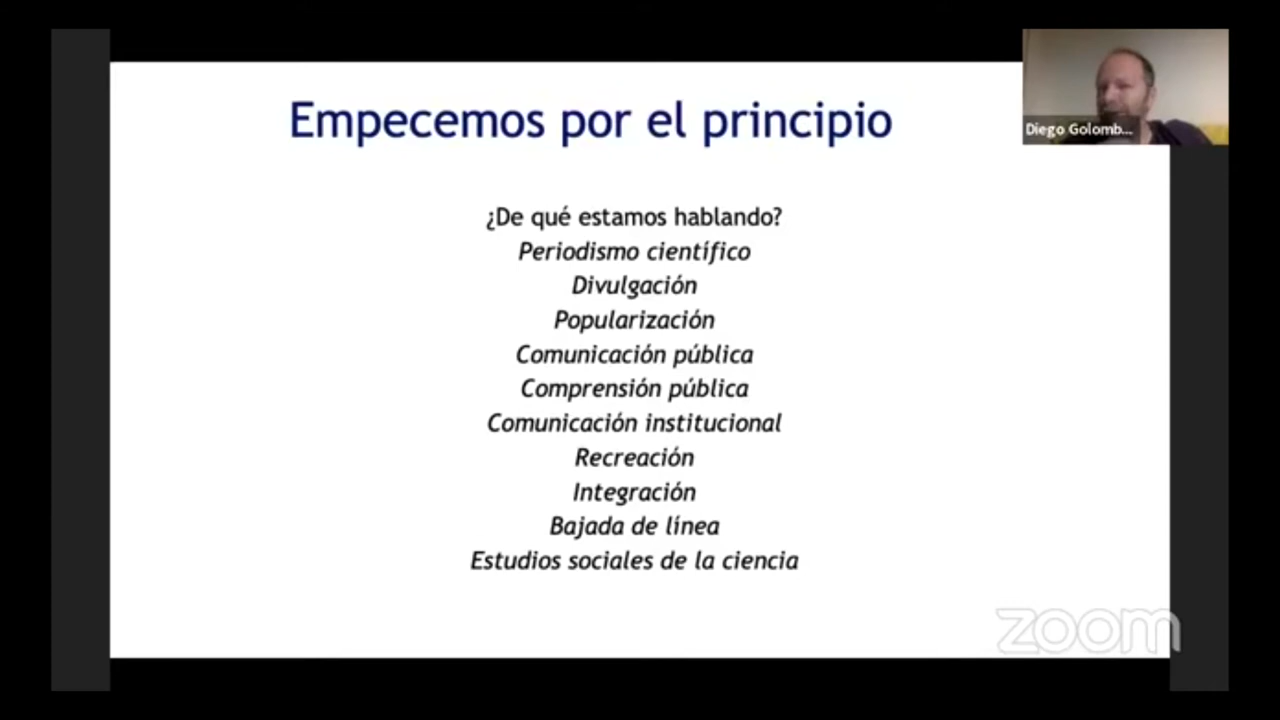 Empecemos por el principio
Diego Golomb...
¿De qué estamos hablando?
Periodismo científico
Divulgación
Popularización
Comunicación pública
Comprensión pública
Comunicación institucional
Recreación
Integración
Bajada de línea
Estudios sociales de la ciencia
zoom